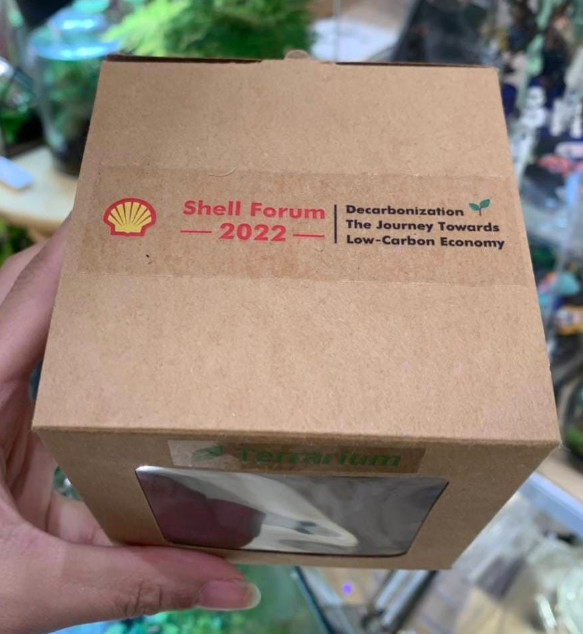 Shell Forum
2022
Decarbonization
The Journey Towards
Low-Carbon Economy
Terrarium